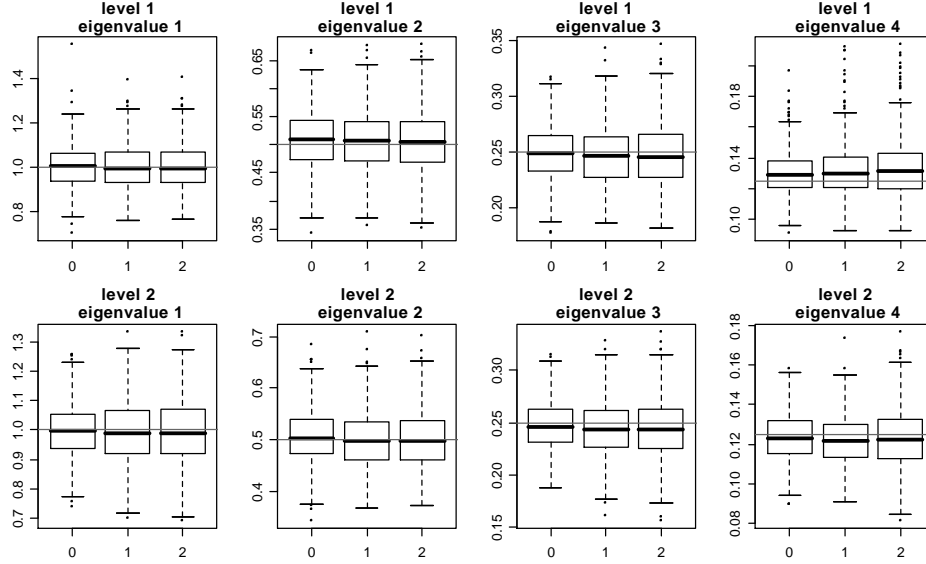 level 1
eigenvalue 1
1.4
1.2
1.0
0.8
0 1 2
level 1
eigenvalue 2
0.65
0.55
0.45
0.35
0 1 2
level 1
eigenvalue 3
0.35
0.30
0.25
0.20
0 1 2
level 1
eigenvalue 4
0.18
0.14
0.10
0 1 2
level 2
eigenvalue 1
1.3
1.2
1.1
1.0
0.9
0.8
0.7
0 1 2
level 2
eigenvalue 2
0.7
0.6
0.5
0.4
0 1 2
level 2
eigenvalue 3
0.30
0.25
0.20
0.15
0 1 2
level 2
eigenvalue 4
0.18
0.16
0.14
0.12
0.10
0.08
0 1 2